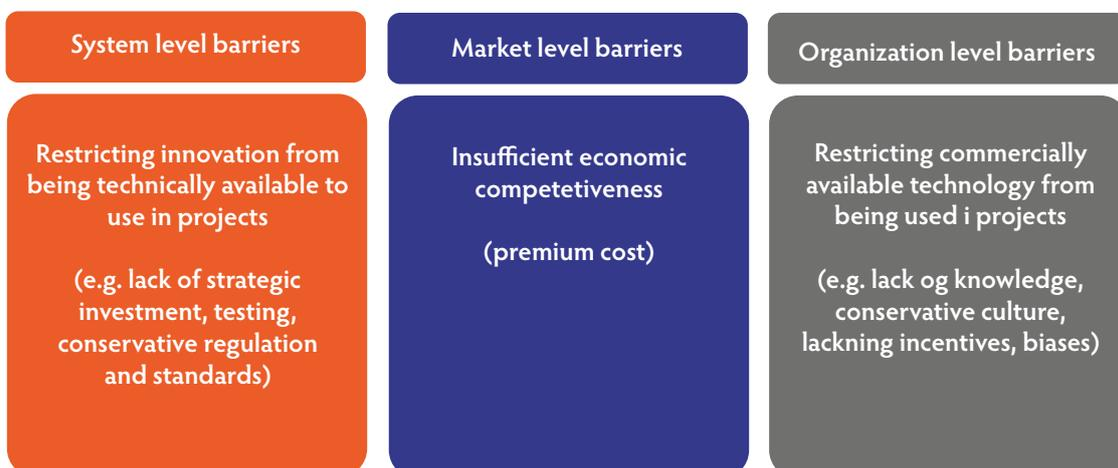 System level barriers
Restricting innovation from
being technically available to
use in projects
(e.g. lack of strategic
investment, testing,
conservative regulation
and standards)
Market level barriers
Insufficient economic
competetiveness
(premium cost)
Organization level barriers
Restricting commercially
available technology from
being used i projects
(e.g. lack og knowledge,
conservative culture,
lackning incentives, biases)